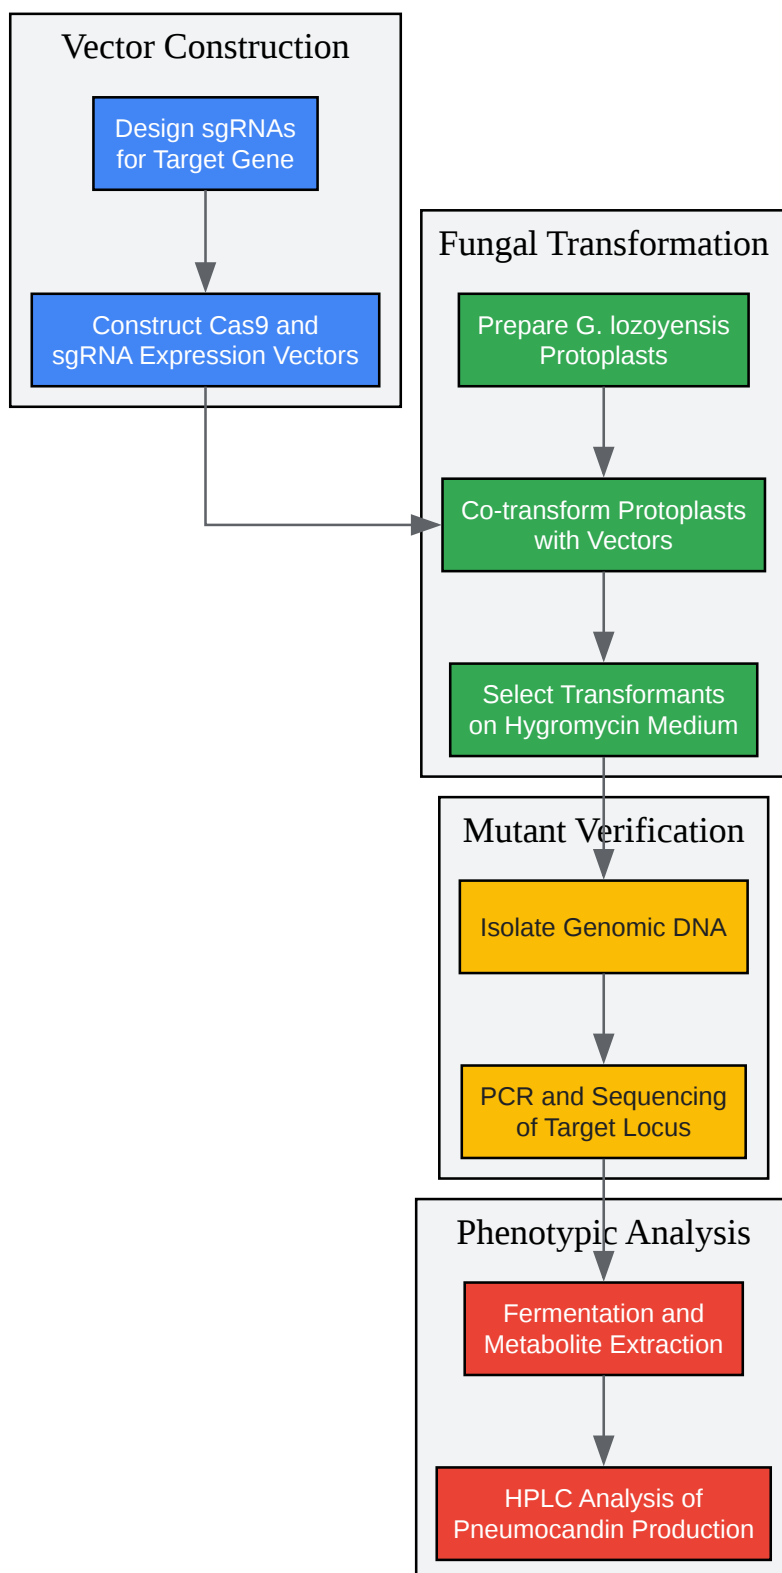 Vector Construction
Design sgRNAs
for Target Gene
Construct Cas9 and
sgRNA Expression Vectors
Fungal Transformation
Prepare G. lozoyensis
Protoplasts
Co-transform Protoplasts
with Vectors
Select Transformants
on Hygromycin Medium
Mutant Verification
Isolate Genomic DNA
PCR and Sequencing
of Target Locus
Phenotypic Analysis
Fermentation and
Metabolite Extraction
HPLC Analysis of
Pneumocandin Production